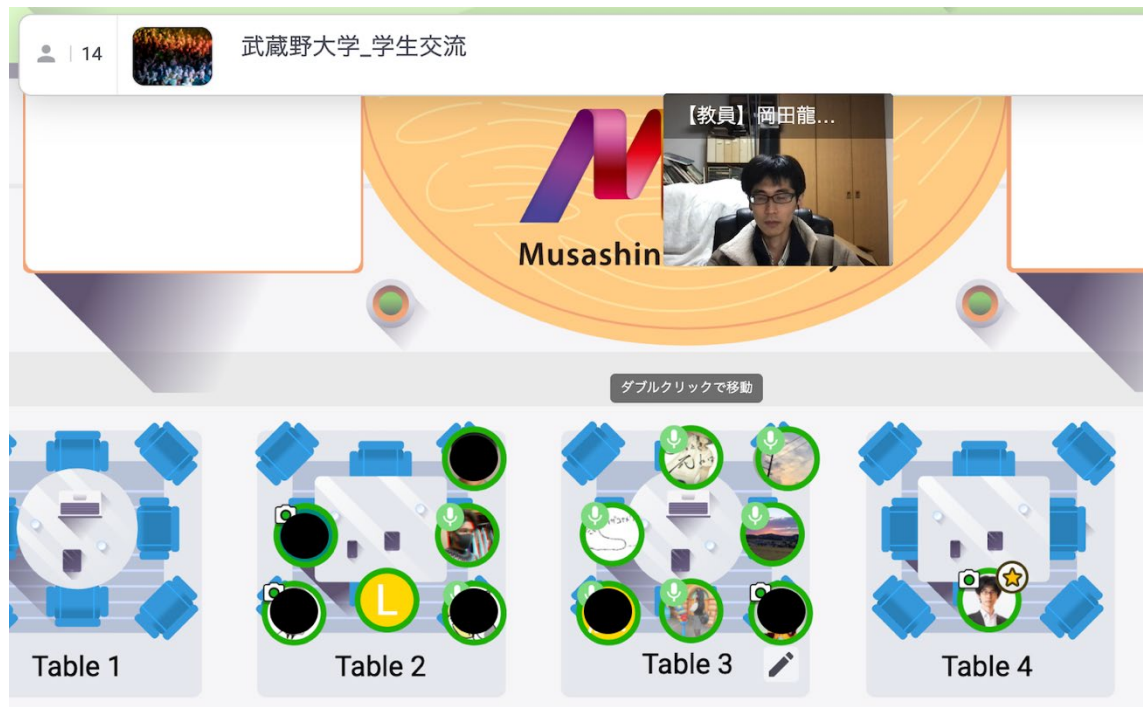 14
武蔵野大学_学生交流
【教員】岡田龍...
Musashin
ダブルクリックで移動
L
Table 1
Table 2
Table 3
Table 4